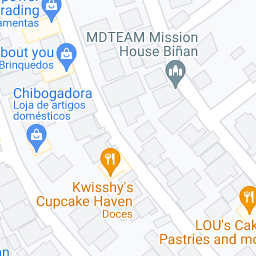 rading
amentas
bout you
Brinquedos
MDTEAM Mission
House Biñan
Chibogadora
Loja de artigos
domésticos
Kwisshy's
Cupcake Haven
Doces
LOU's Cak
Pastries and mo